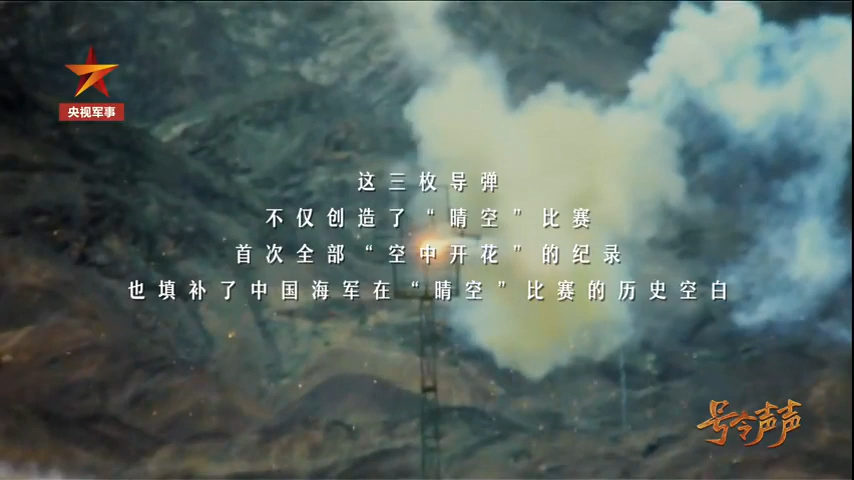 央视军事
这三枚导弹
不仅创造了“晴空”比赛
首次全部“空中开花”的纪录
也填补了中国海军在“晴空”比赛的历史空白
号令声声